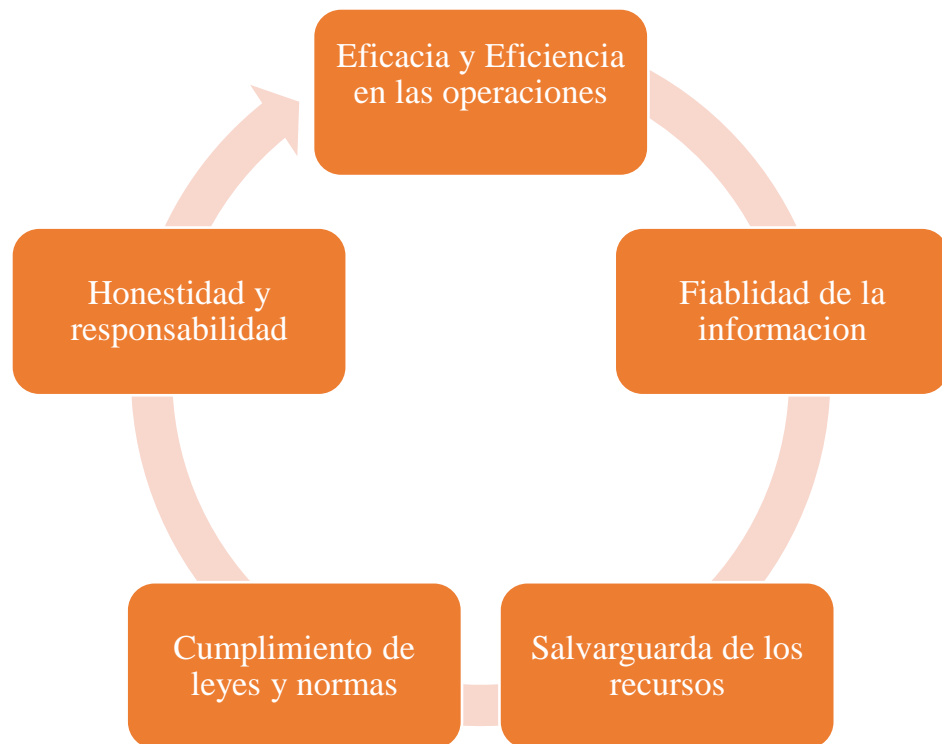 Eficacia y Eficiencia
en las operaciones
Fiablidad de la
informacion
Salvarguarda de los
recursos
Cumplimiento de
leyes y normas
Honestidad y
responsabilidad